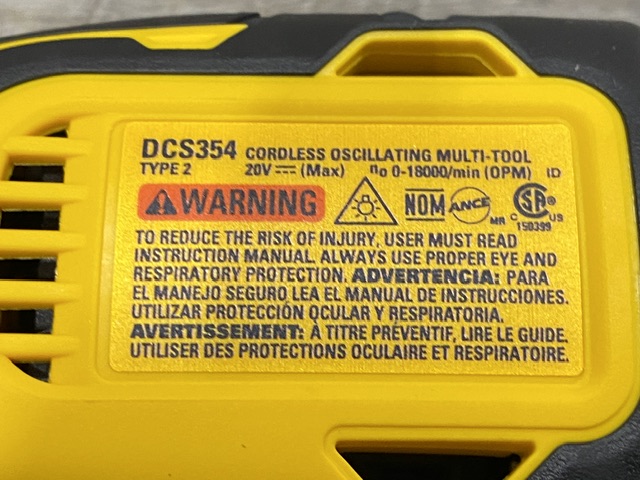 DCS354 CORDLESS OSCILLATING MULTI-TOOL
TYPE 2 20V ⎓ (Max) no 0-18000/min (OPM) ID
⚠WARNING NOM ANCE MR C SA US
150399
TO REDUCE THE RISK OF INJURY, USER MUST READ
INSTRUCTION MANUAL. ALWAYS USE PROPER EYE AND
RESPIRATORY PROTECTION. ADVERTENCIA: PARA
EL MANEJO SEGURO LEA EL MANUAL DE INSTRUCCIONES.
UTILIZAR PROTECCIÓN OCULAR Y RESPIRATORIA.
AVERTISSEMENT: À TITRE PRÉVENTIF, LIRE LE GUIDE.
UTILISER DES PROTECTIONS OCULAIRE ET RESPIRATOIRE.